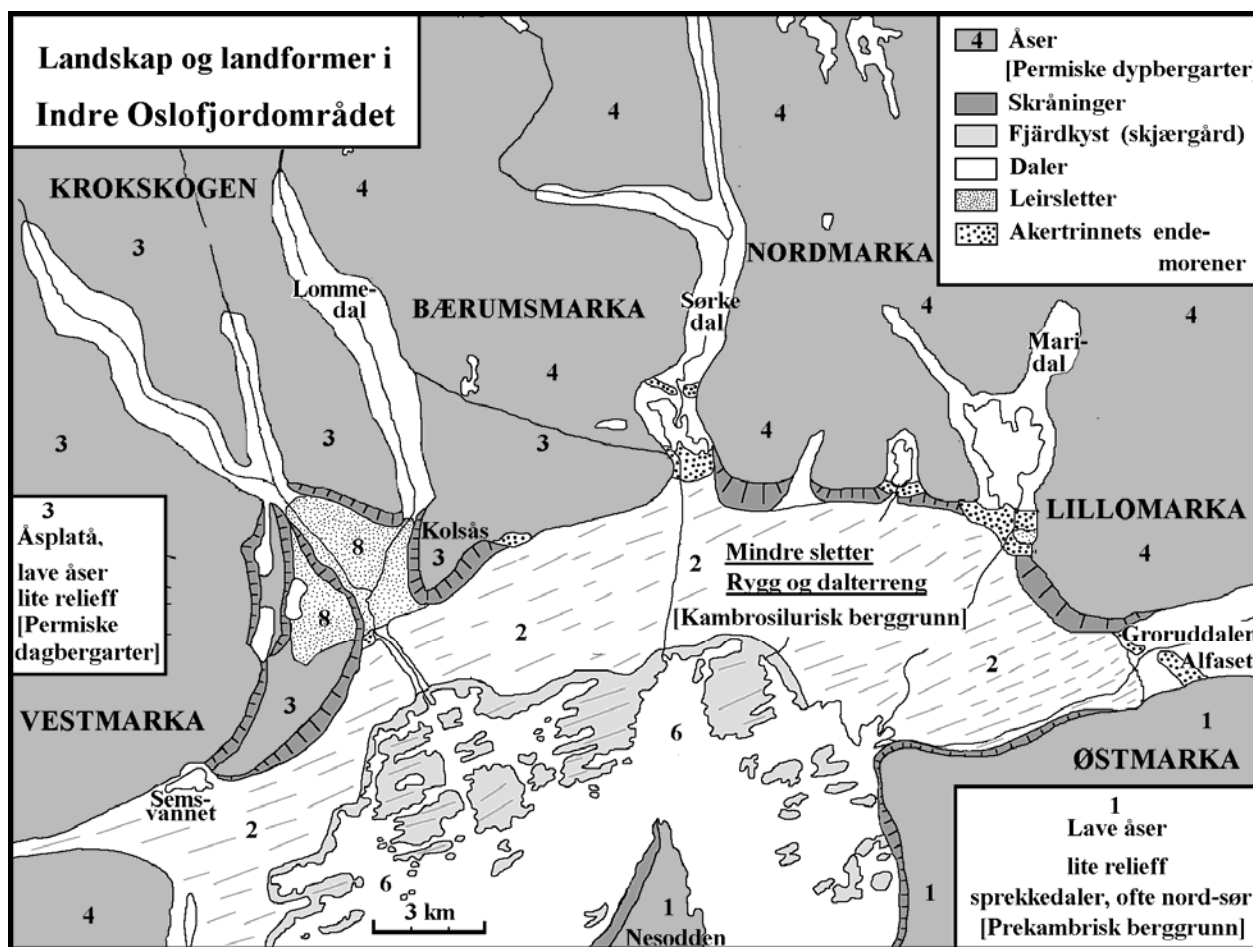 Landskap og landformer i
Indre Oslofjordområdet
4 Åser
[Permiske dypbergarter]
Skråninger
Fjärdkyst (skjærgård)
Daler
Leirsletter
Akertrinnets ende-
morener
4
4
KROKSKOGEN
4
3
NORDMARKA
Lomme-
dal
BÆRUMSMARKA
Sørke
dal
4
4
Mari-
dal
4
3
3
3
4
3
Åsplatå,
lave åser
lite relieff
[Permiske
dagbergarter]
8
Kolsås
3
LILLOMARKA
4
2
Mindre sletter
Rygg og dalterreng
[Kambrosilurisk berggrunn]
8
2
2
Groruddalen
Alfaset
3
VESTMARKA
6
1
ØSTMARKA
Sems-
vannet
2
1
Lave åser
lite relieff
sprekkedaler, ofte nord-sør
[Prekambrisk berggrunn]
6
3 km
4
1
Nesodden
1